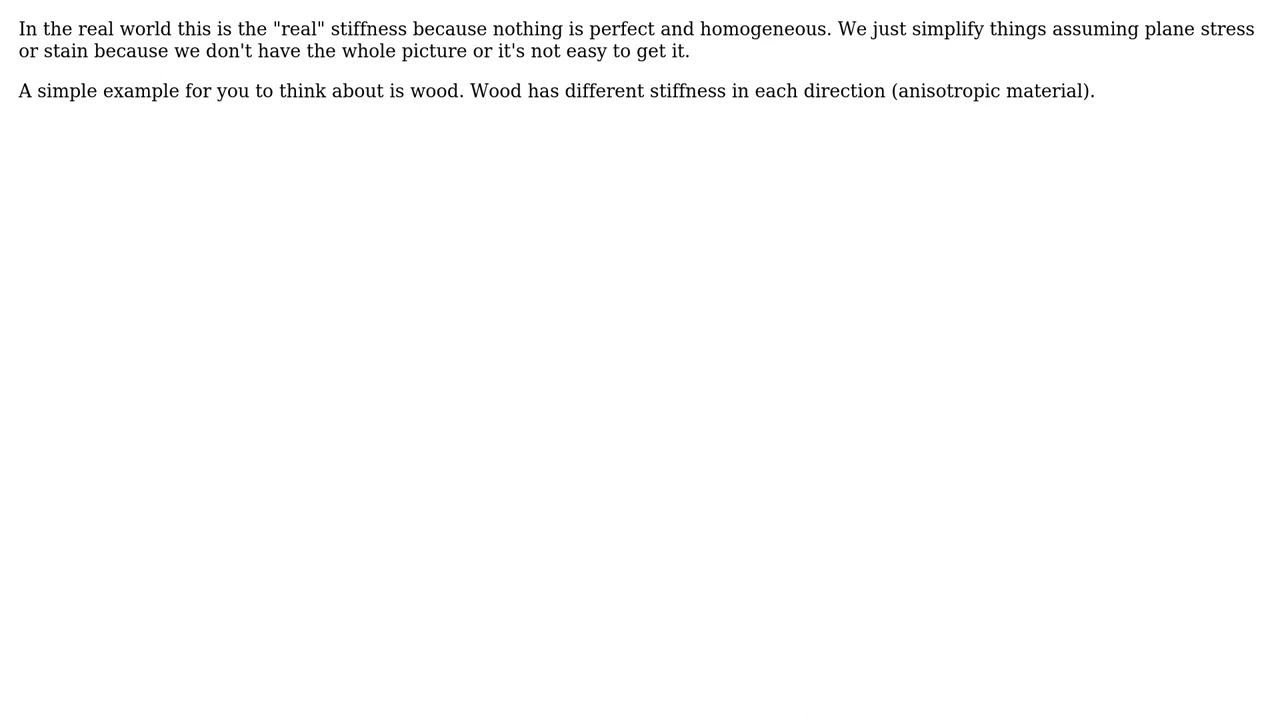 In the real world this is the "real" stiffness because nothing is perfect and homogeneous. We just simplify things assuming plane stress
or stain because we don't have the whole picture or it's not easy to get it.
A simple example for you to think about is wood. Wood has different stiffness in each direction (anisotropic material).